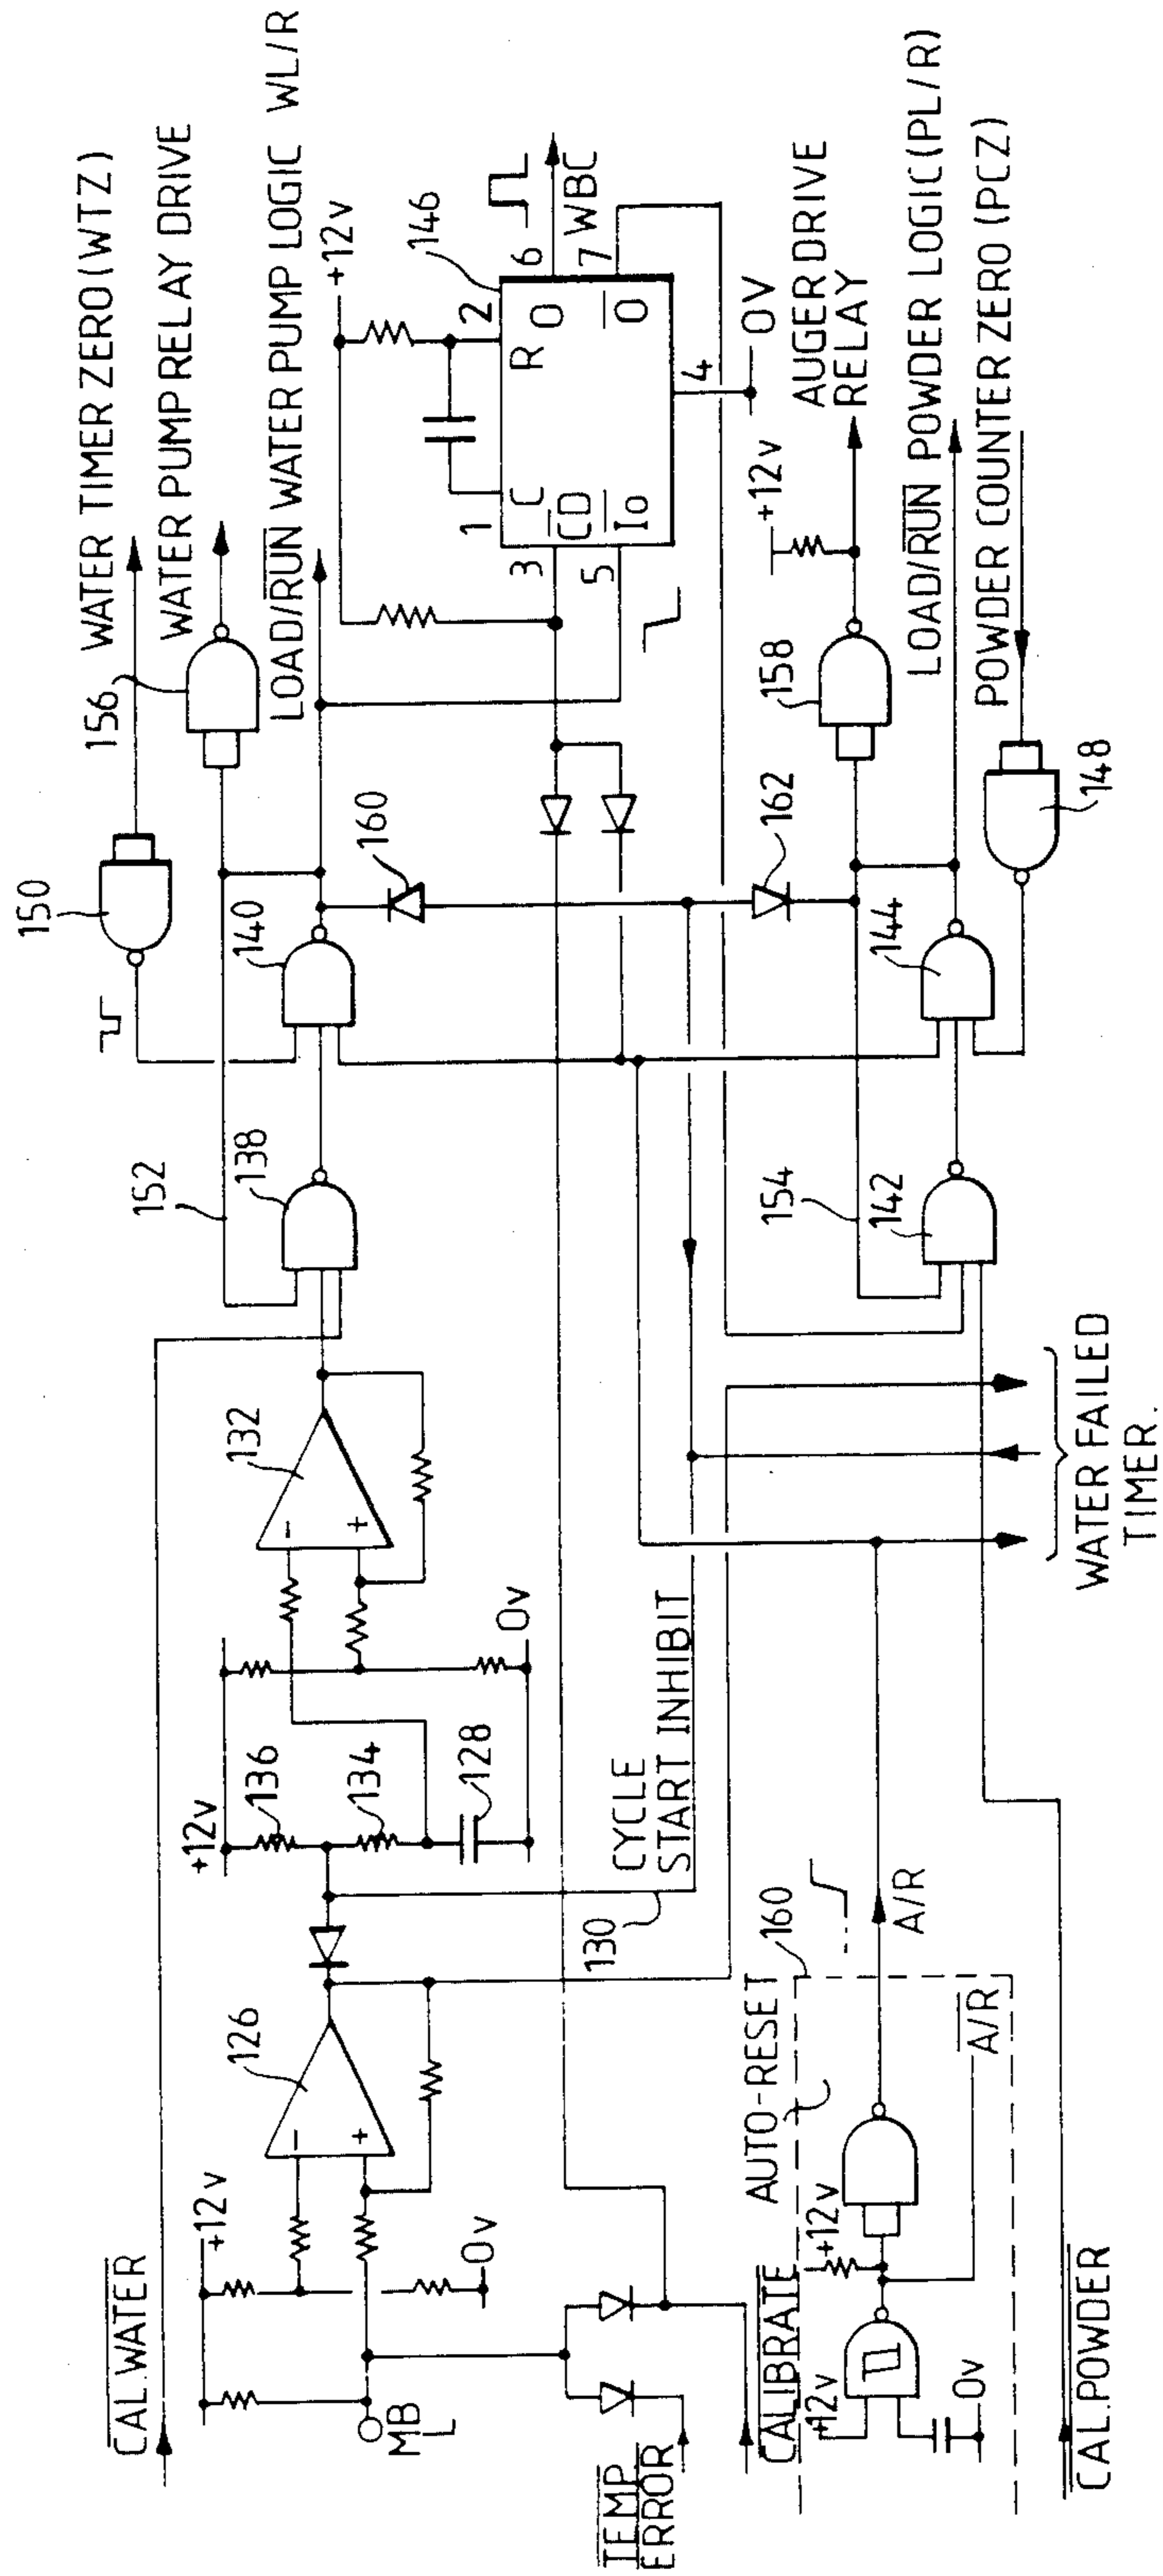 WATER TIMER ZERO (WTZ)
WATER PUMP RELAY DRIVE
LOAD/RUN WATER PUMP LOGIC WL/R
150
156
152
138
140
160
132
126
CAL.WATER
+12v
+12v
136
134
128
0v
0v
MB
L
146
+12v
1
2
3
4
5
6
7
C
R
O
CD
Io
O
WBC
0V
CYCLE
START INHIBIT
130
162
154
142
144
158
148
+12v
AUGER DRIVE
RELAY
LOAD/RUN POWDER LOGIC(PL/R)
POWDER COUNTER ZERO (PCZ)
TEMP
ERROR
CALIBRATE
AUTO-RESET
160
+12v
+12v
0v
A/R
A/R
CAL.POWDER
WATER FAILED
TIMER.